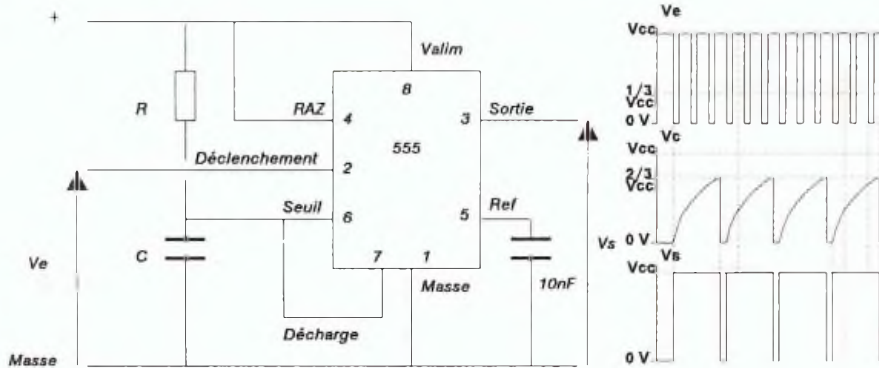 +
Valim
8
R
RAZ
4
3
Sortie
555
Déclenchement
2
Seuil
6
5
Ref
7
1
Ve
C
Masse
10nF
Vs
Décharge
Masse
Ve
Vcc
1/3
Vcc
0 V
Vc
Vcc
2/3
Vcc
0 V
Vs
Vcc
0 V